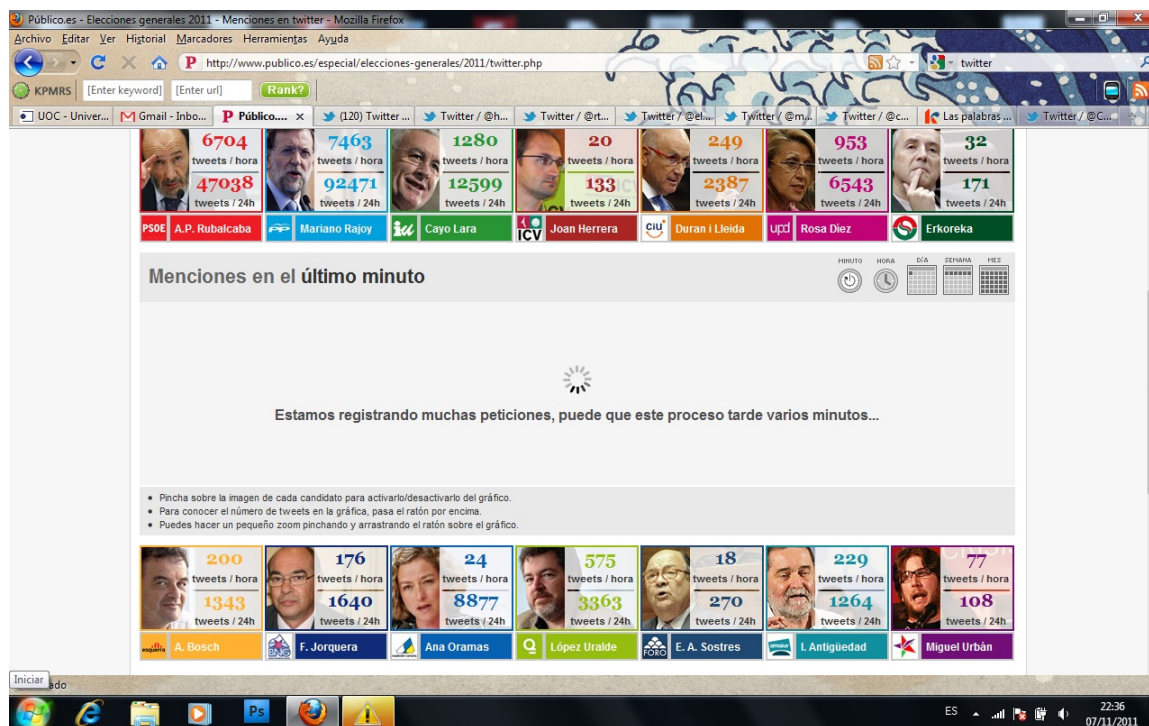 Público.es - Elecciones generales 2011 - Menciones en twitter - Mozilla Firefox
Archivo Editar Ver Historial Marcadores Herramientas Ayuda
P http://www.publico.es/especial/elecciones-generales/2011/twitter.php twitter
KPMRS [Enter keyword] [Enter url] Rank?
UOC - Univer... Gmail - Inbo... Públic.... (120) Twitter ... Twitter / @h... Twitter / @rt... Twitter / @el... Twitter / @m... Twitter / @c... Las palabras ... Twitter / @C...
6704 7463 1280 20 249 953 32
tweets / hora tweets / hora tweets / hora tweets / hora tweets / hora tweets / hora tweets / hora
47038 92471 12599 133 2387 6543 171
tweets / 24h tweets / 24h tweets / 24h tweets / 24h tweets / 24h tweets / 24h tweets / 24h
PSOE A.P. Rubalcaba PP Mariano Rajoy iu Cayo Lara ICV Joan Herrera CiU Duran i Lleida upd Rosa Díez Erkoreka
Menciones en el último minuto MINUTO HORA DÍA SEMANA MES
Estamos registrando muchas peticiones, puede que este proceso tarde varios minutos...
• Pincha sobre la imagen de cada candidato para activarlo/desactivarlo del gráfico.
• Para conocer el número de tweets en la gráfica, pasa el ratón por encima.
• Puedes hacer un pequeño zoom pinchando y arrastrando el ratón sobre el gráfico.
200 176 24 575 18 229 77
tweets / hora tweets / hora tweets / hora tweets / hora tweets / hora tweets / hora tweets / hora
1343 1640 8877 3363 270 1264 108
tweets / 24h tweets / 24h tweets / 24h tweets / 24h tweets / 24h tweets / 24h tweets / 24h
esquerra A. Bosch BNG F. Jorquera Ana Oramas Q López Uralde FORO E. A. Sostres amaiur I. Antigüedad Miguel Urbán
Iniciar ado
Ps ES 22:36
07/11/2011